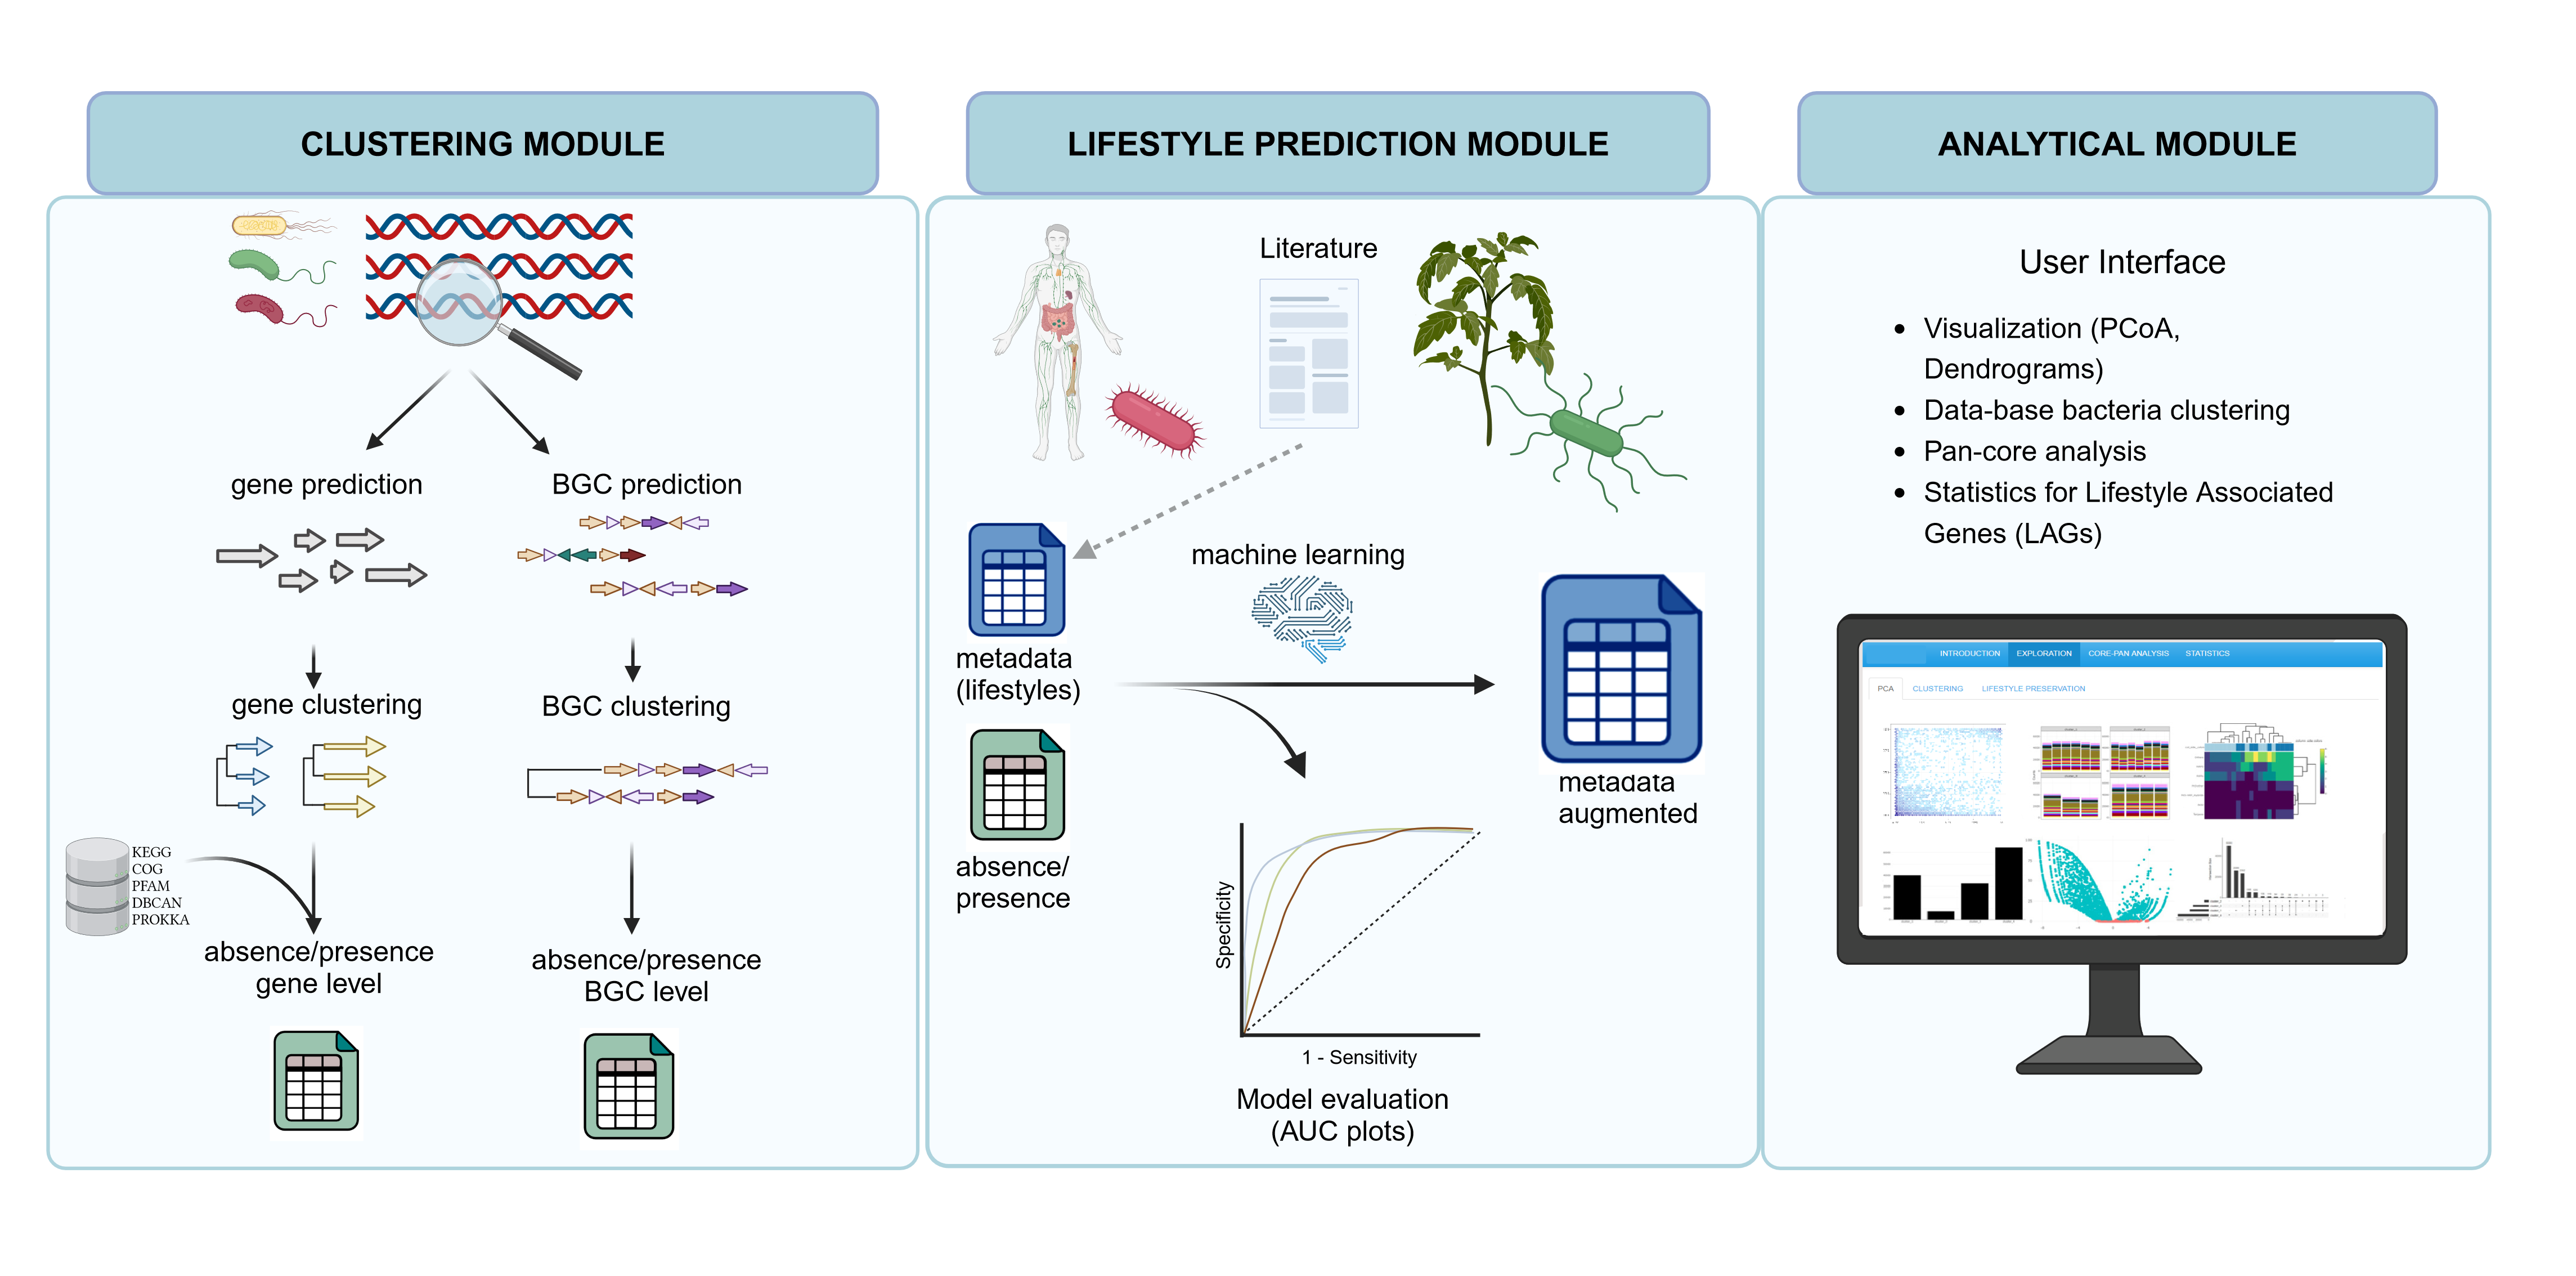 CLUSTERING MODULE
gene prediction
BGC prediction
gene clustering
BGC clustering
KEGG
COG
PFAM
DBCAN
PROKKA
absence/presence
gene level
absence/presence
BGC level
LIFESTYLE PREDICTION MODULE
Literature
machine learning
metadata
(lifestyles)
absence/
presence
metadata
augmented
Specificity
1 - Sensitivity
Model evaluation
(AUC plots)
ANALYTICAL MODULE
User Interface
• Visualization (PCoA,
Dendrograms)
• Data-base bacteria clustering
• Pan-core analysis
• Statistics for Lifestyle Associated
Genes (LAGs)
INTRODUCTION EXPLORATION CORE-PAN ANALYSIS STATISTICS
PCA CLUSTERING LIFESTYLE PRESERVATION